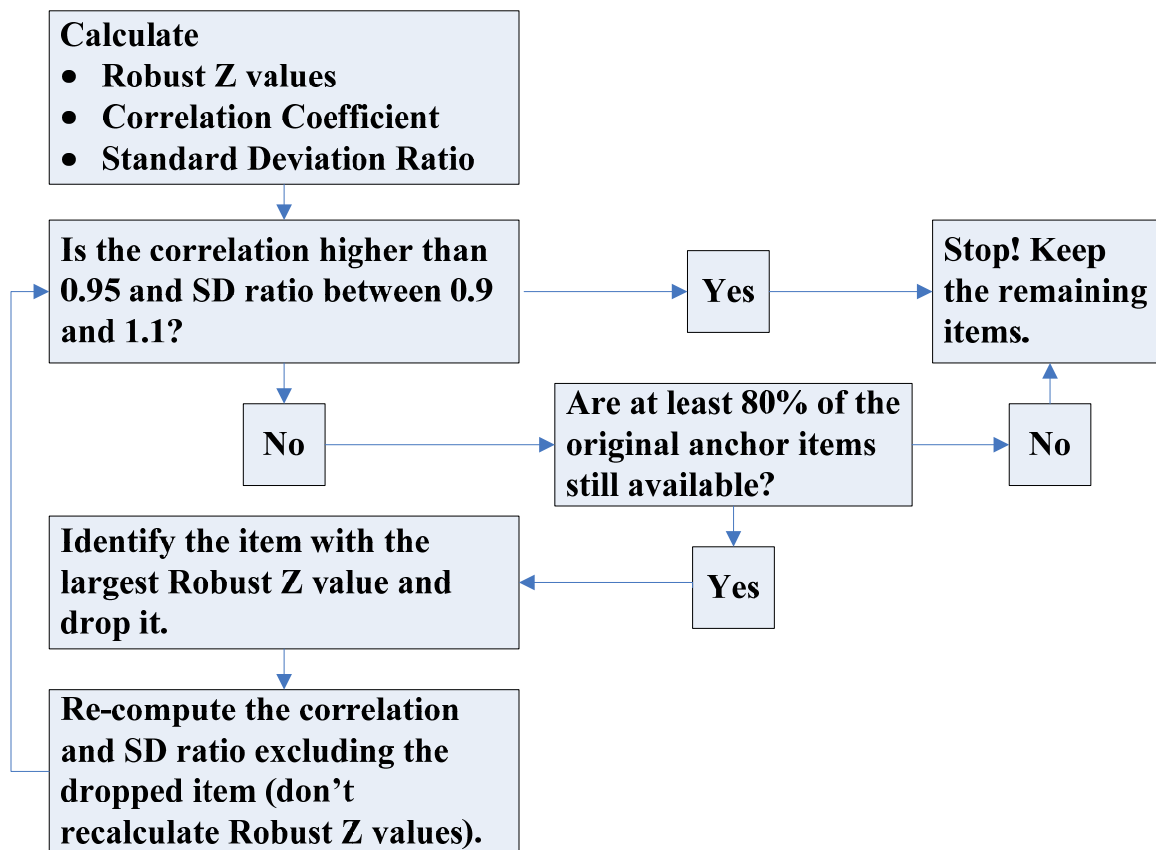 Calculate
• Robust Z values
• Correlation Coefficient
• Standard Deviation Ratio
Is the correlation higher than
0.95 and SD ratio between 0.9
and 1.1?
Yes
Stop! Keep
the remaining
items.
No
Are at least 80% of the
original anchor items
still available?
No
Yes
Identify the item with the
largest Robust Z value and
drop it.
Re-compute the correlation
and SD ratio excluding the
dropped item (don’t
recalculate Robust Z values).